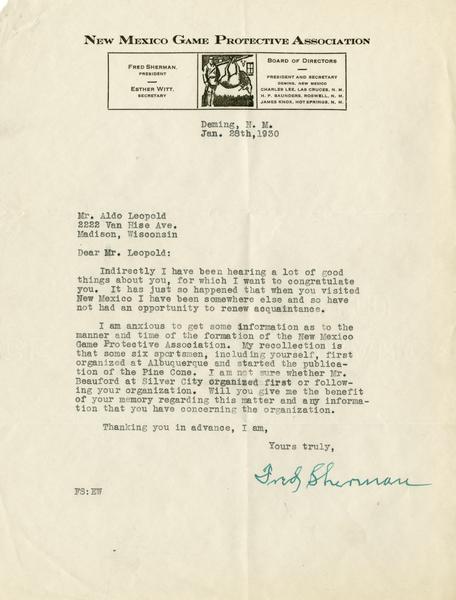 New Mexico Game Protective Association
Fred Sherman,
President
Esther Witt,
Secretary
Board of Directors
President and Secretary
Deming, New Mexico
Charles Lee, Las Cruces, N. M.
H. P. Saunders, Roswell, N. M.
James Knox, Hot Springs, N. M.
Deming, N. M.
Jan. 28th,1930
Mr. Aldo Leopold
2222 Van Hise Ave.
Madison, Wisconsin
Dear Mr. Leopold:
Indirectly I have been hearing a lot of good
things about you, for which I want to congratulate
you. It has just so happened that when you visited
New Mexico I have been somewhere else and so have
not had an opportunity to renew acquaintance.
I am anxious to get some information as to the
manner and time of the formation of the New Mexico
Game Protective Association. My recollection is
that some six sportsmen, including yourself, first
organized at Albuquerque and started the publica-
tion of the Pine Cone. I am not sure whether Mr.
Beauford at Silver City organized first or follow-
ing your organization. Will you give me the benefit
of your memory regarding this matter and any informa-
tion that you have concerning the organization.
Thanking you in advance, I am,
Yours truly,
Fred Sherman
FS:EW